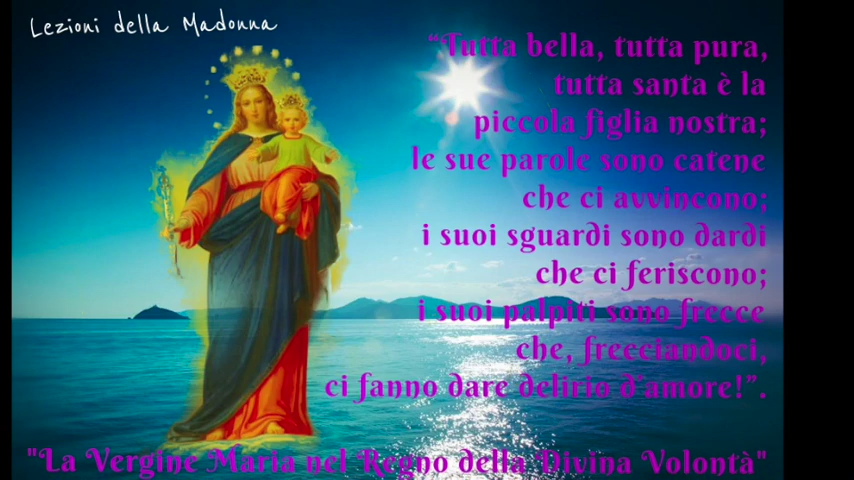 Lezioni della Madonna
“Tutta bella, tutta pura,
tutta santa è la
piccola figlia nostra;
le sue parole sono catene
che ci avvincono;
i suoi sguardi sono dardi
che ci feriscono;
i suoi palpiti sono frecce
che, frecciandoci,
ci fanno dare delirio d'amore!”.
"La Vergine Maria nel Regno della Divina Volontà"